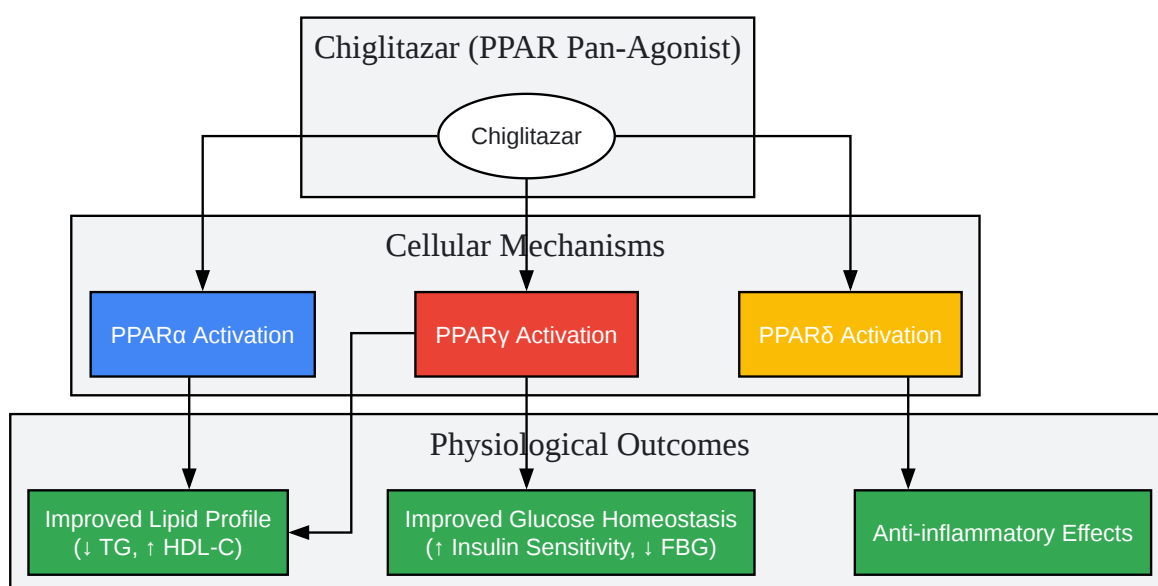 Chiglitazar (PPAR Pan-Agonist)
Chiglitazar
Cellular Mechanisms
PPARα Activation
PPARγ Activation
PPARδ Activation
Physiological Outcomes
Improved Lipid Profile
(↓ TG, ↑ HDL-C)
Improved Glucose Homeostasis
(↑ Insulin Sensitivity, ↓ FBG)
Anti-inflammatory Effects